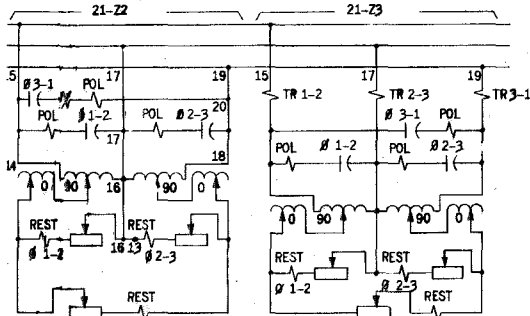 21-Z2 21-Z3
.5 17 19 15 17 19
Ø 3-1 POL 20 TR 1-2 TR 2-3 TR 3-1
POL Ø 1-2 17 POL Ø 2-3 Ø 3-1 POL
14 18 POL Ø 1-2 POL Ø 2-3
0 90 16 90 0
0 90 90 0
REST REST
Ø 1-2 16 13 Ø 2-3 REST REST
Ø 1-2 Ø 2-3
REST REST